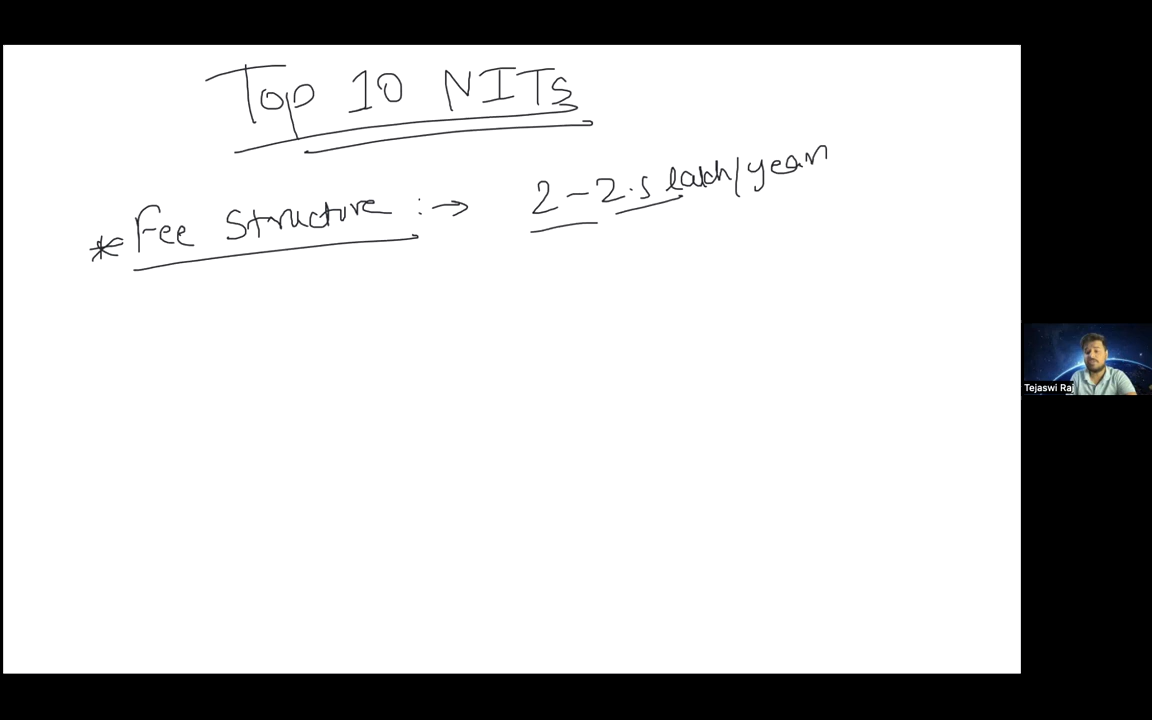 Top 10 NITs
* Fee Structure :→ 2-2.5 lakh/year
Tejaswi Raj